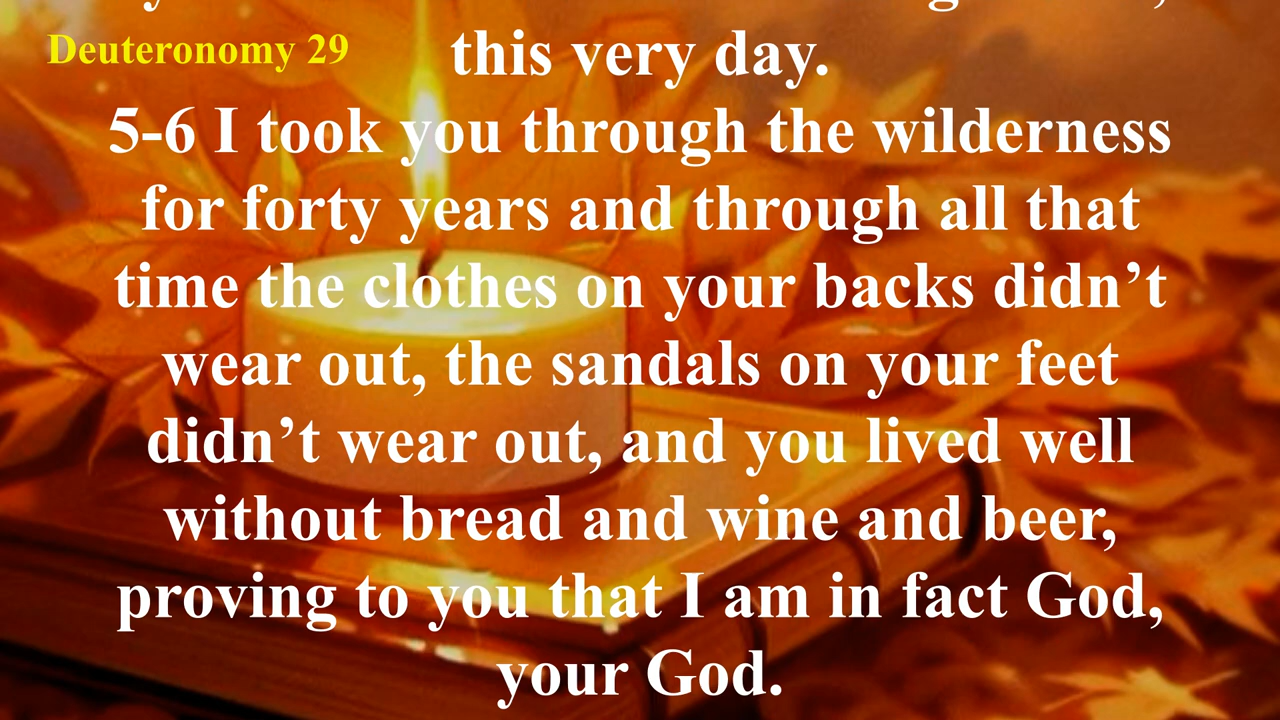 Deuteronomy 29
this very day.
5-6 I took you through the wilderness
for forty years and through all that
time the clothes on your backs didn’t
wear out, the sandals on your feet
didn’t wear out, and you lived well
without bread and wine and beer,
proving to you that I am in fact God,
your God.